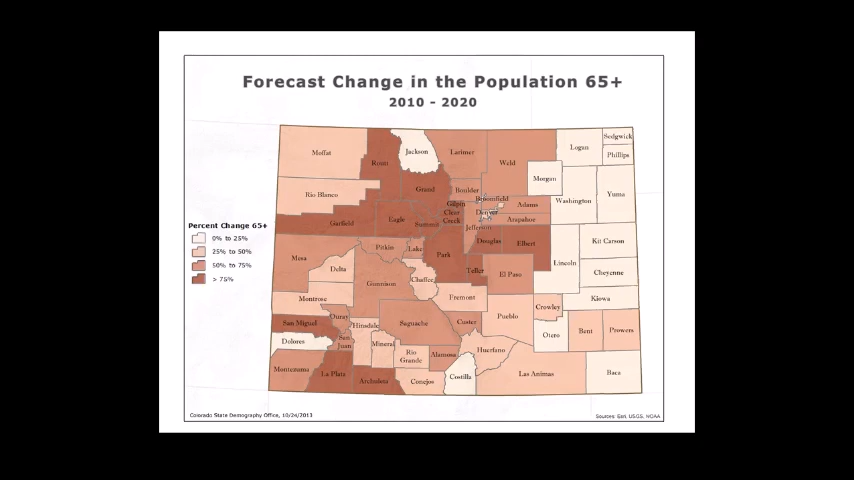 Forecast Change in the Population 65+
2010 - 2020
Sedgwick
Jackson
Logan
Moffat
Larimer
Phillips
Routt
Weld
Morgan
Grand
Boulder
Rio Blanco
Yuma
Broomfield
Washington
Gilpin
Adams
Clear Creek
Denver
Eagle
Arapahoe
Garfield
Summit
Jefferson
Percent Change 65+
0% to 25%
25% to 50%
50% to 75%
> 75%
Douglas
Elbert
Kit Carson
Pitkin
Lake
Park
Mesa
Lincoln
Delta
Teller
Cheyenne
El Paso
Chaffee
Gunnison
Fremont
Montrose
Kiowa
Crowley
Ouray
Pueblo
San Miguel
Hinsdale
Saguache
Custer
Bent
Prowers
Otero
Dolores
San Juan
Mineral
Huerfano
Rio Grande
Alamosa
Montezuma
La Plata
Archuleta
Conejos
Costilla
Las Animas
Baca
Colorado State Demography Office, 10/24/2013
Sources: Esri, USGS, NOAA